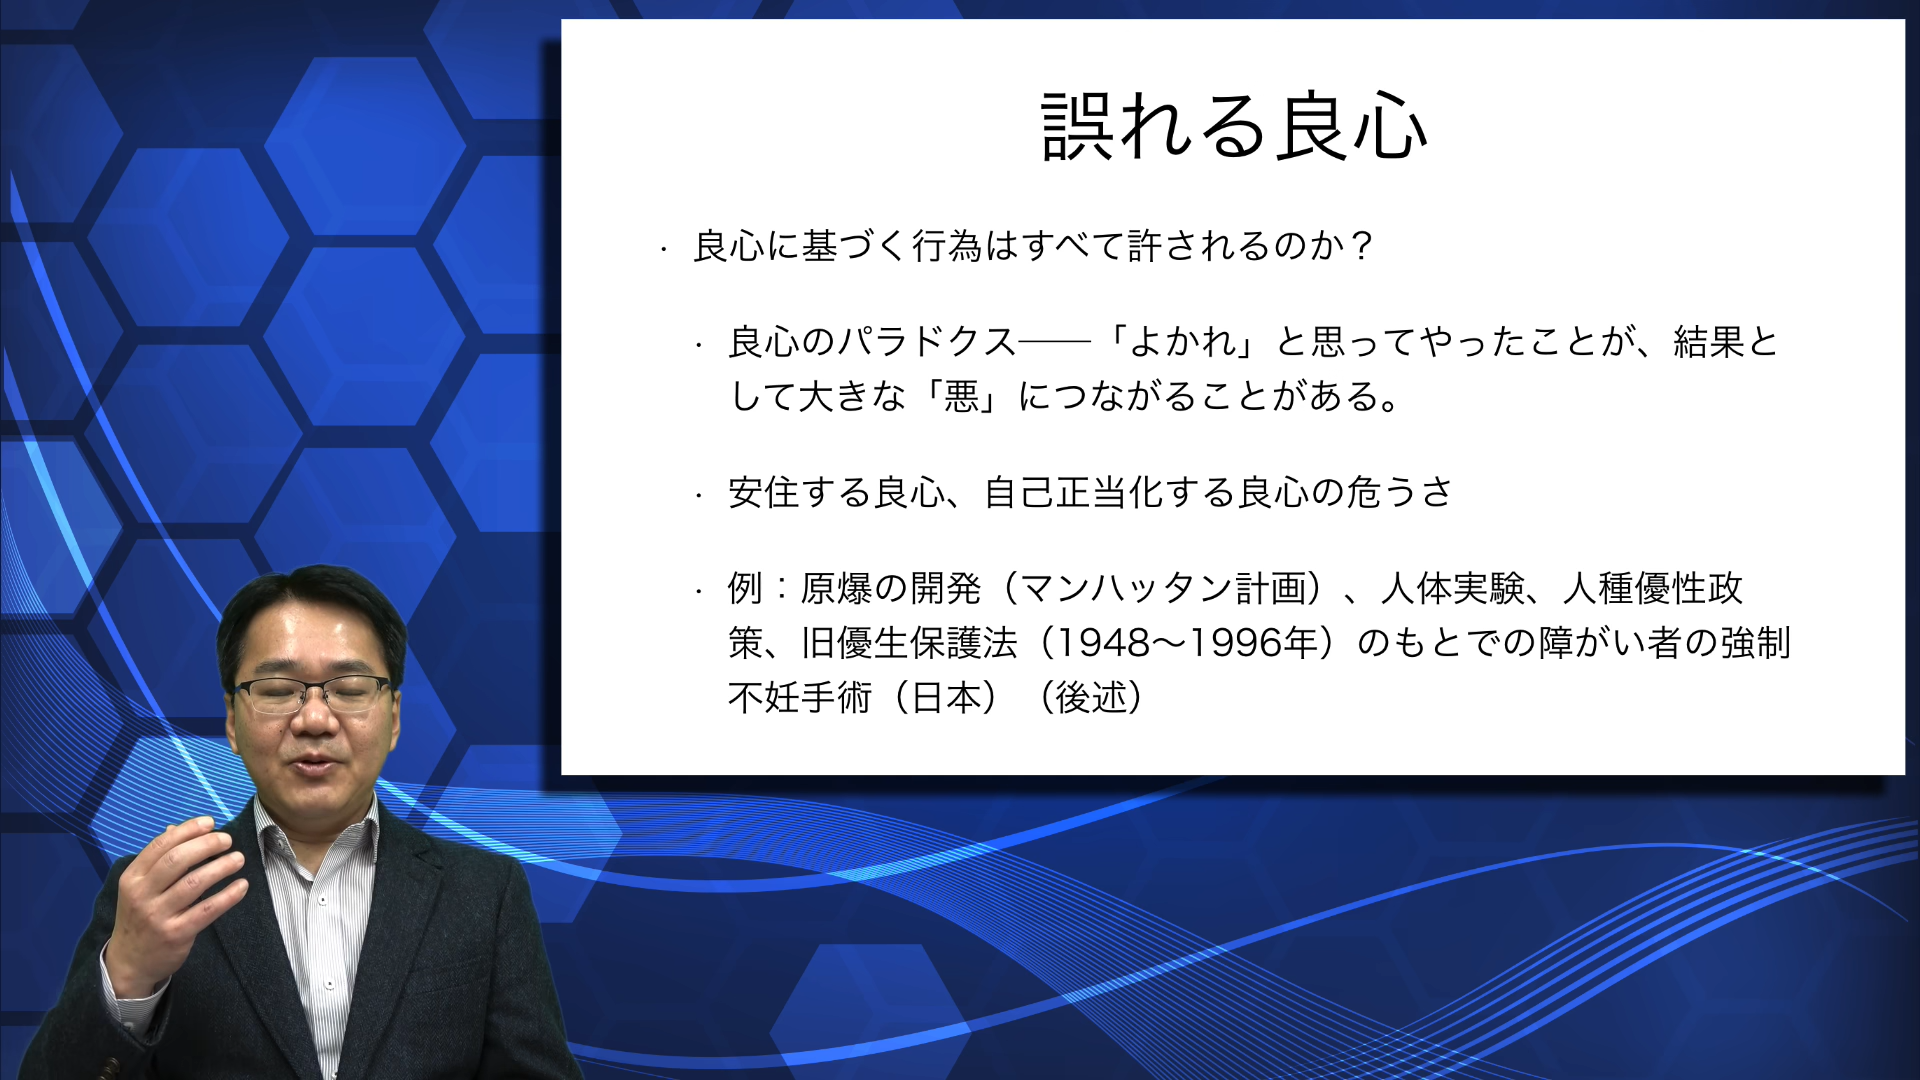 誤れる良心
・ 良心に基づく行為はすべて許されるのか？
・ 良心のパラドクス——「よかれ」と思ってやったことが、結果と
して大きな「悪」につながることがある。
・ 安住する良心、自己正当化する良心の危うさ
・ 例：原爆の開発（マンハッタン計画）、人体実験、人種優性政
策、旧優生保護法（1948〜1996年）のもとでの障がい者の強制
不妊手術（日本）（後述）